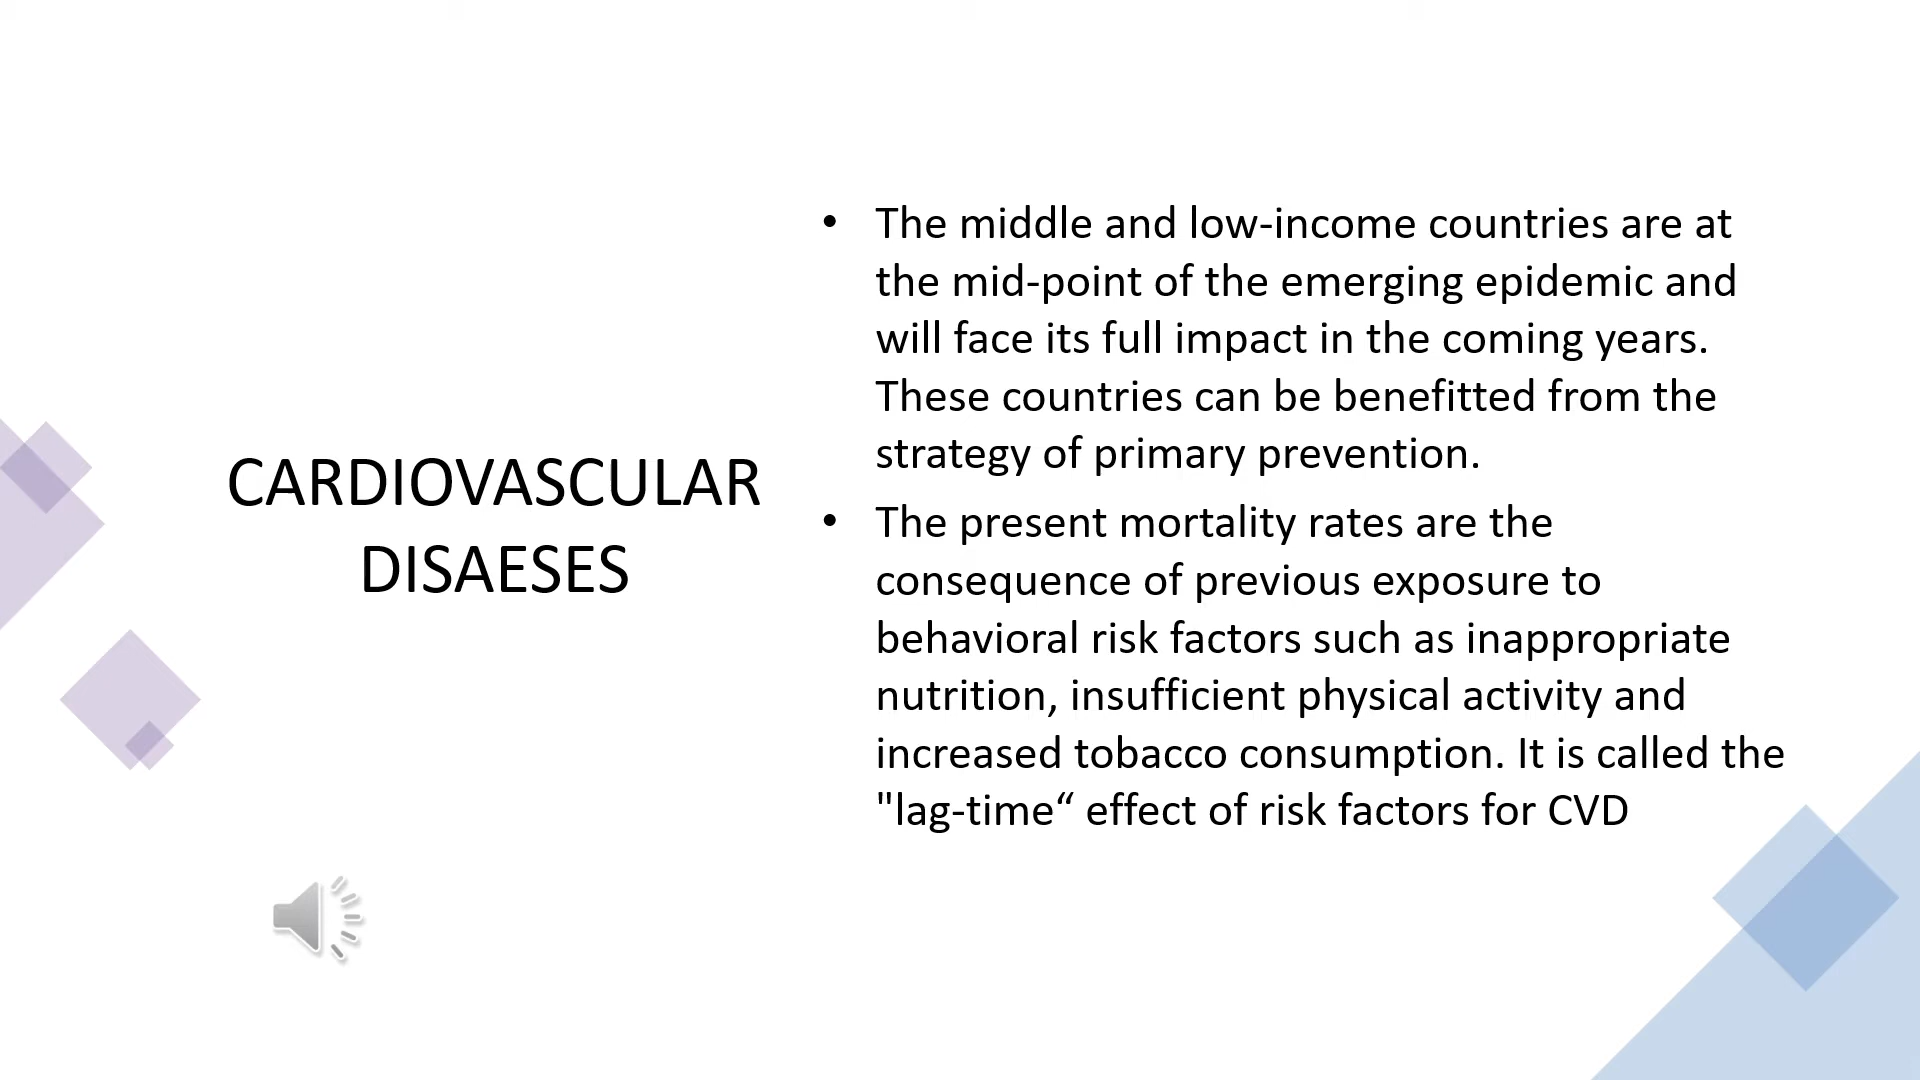 CARDIOVASCULAR
DISAESES
• The middle and low-income countries are at
the mid-point of the emerging epidemic and
will face its full impact in the coming years.
These countries can be benefitted from the
strategy of primary prevention.
• The present mortality rates are the
consequence of previous exposure to
behavioral risk factors such as inappropriate
nutrition, insufficient physical activity and
increased tobacco consumption. It is called the
"lag-time“ effect of risk factors for CVD